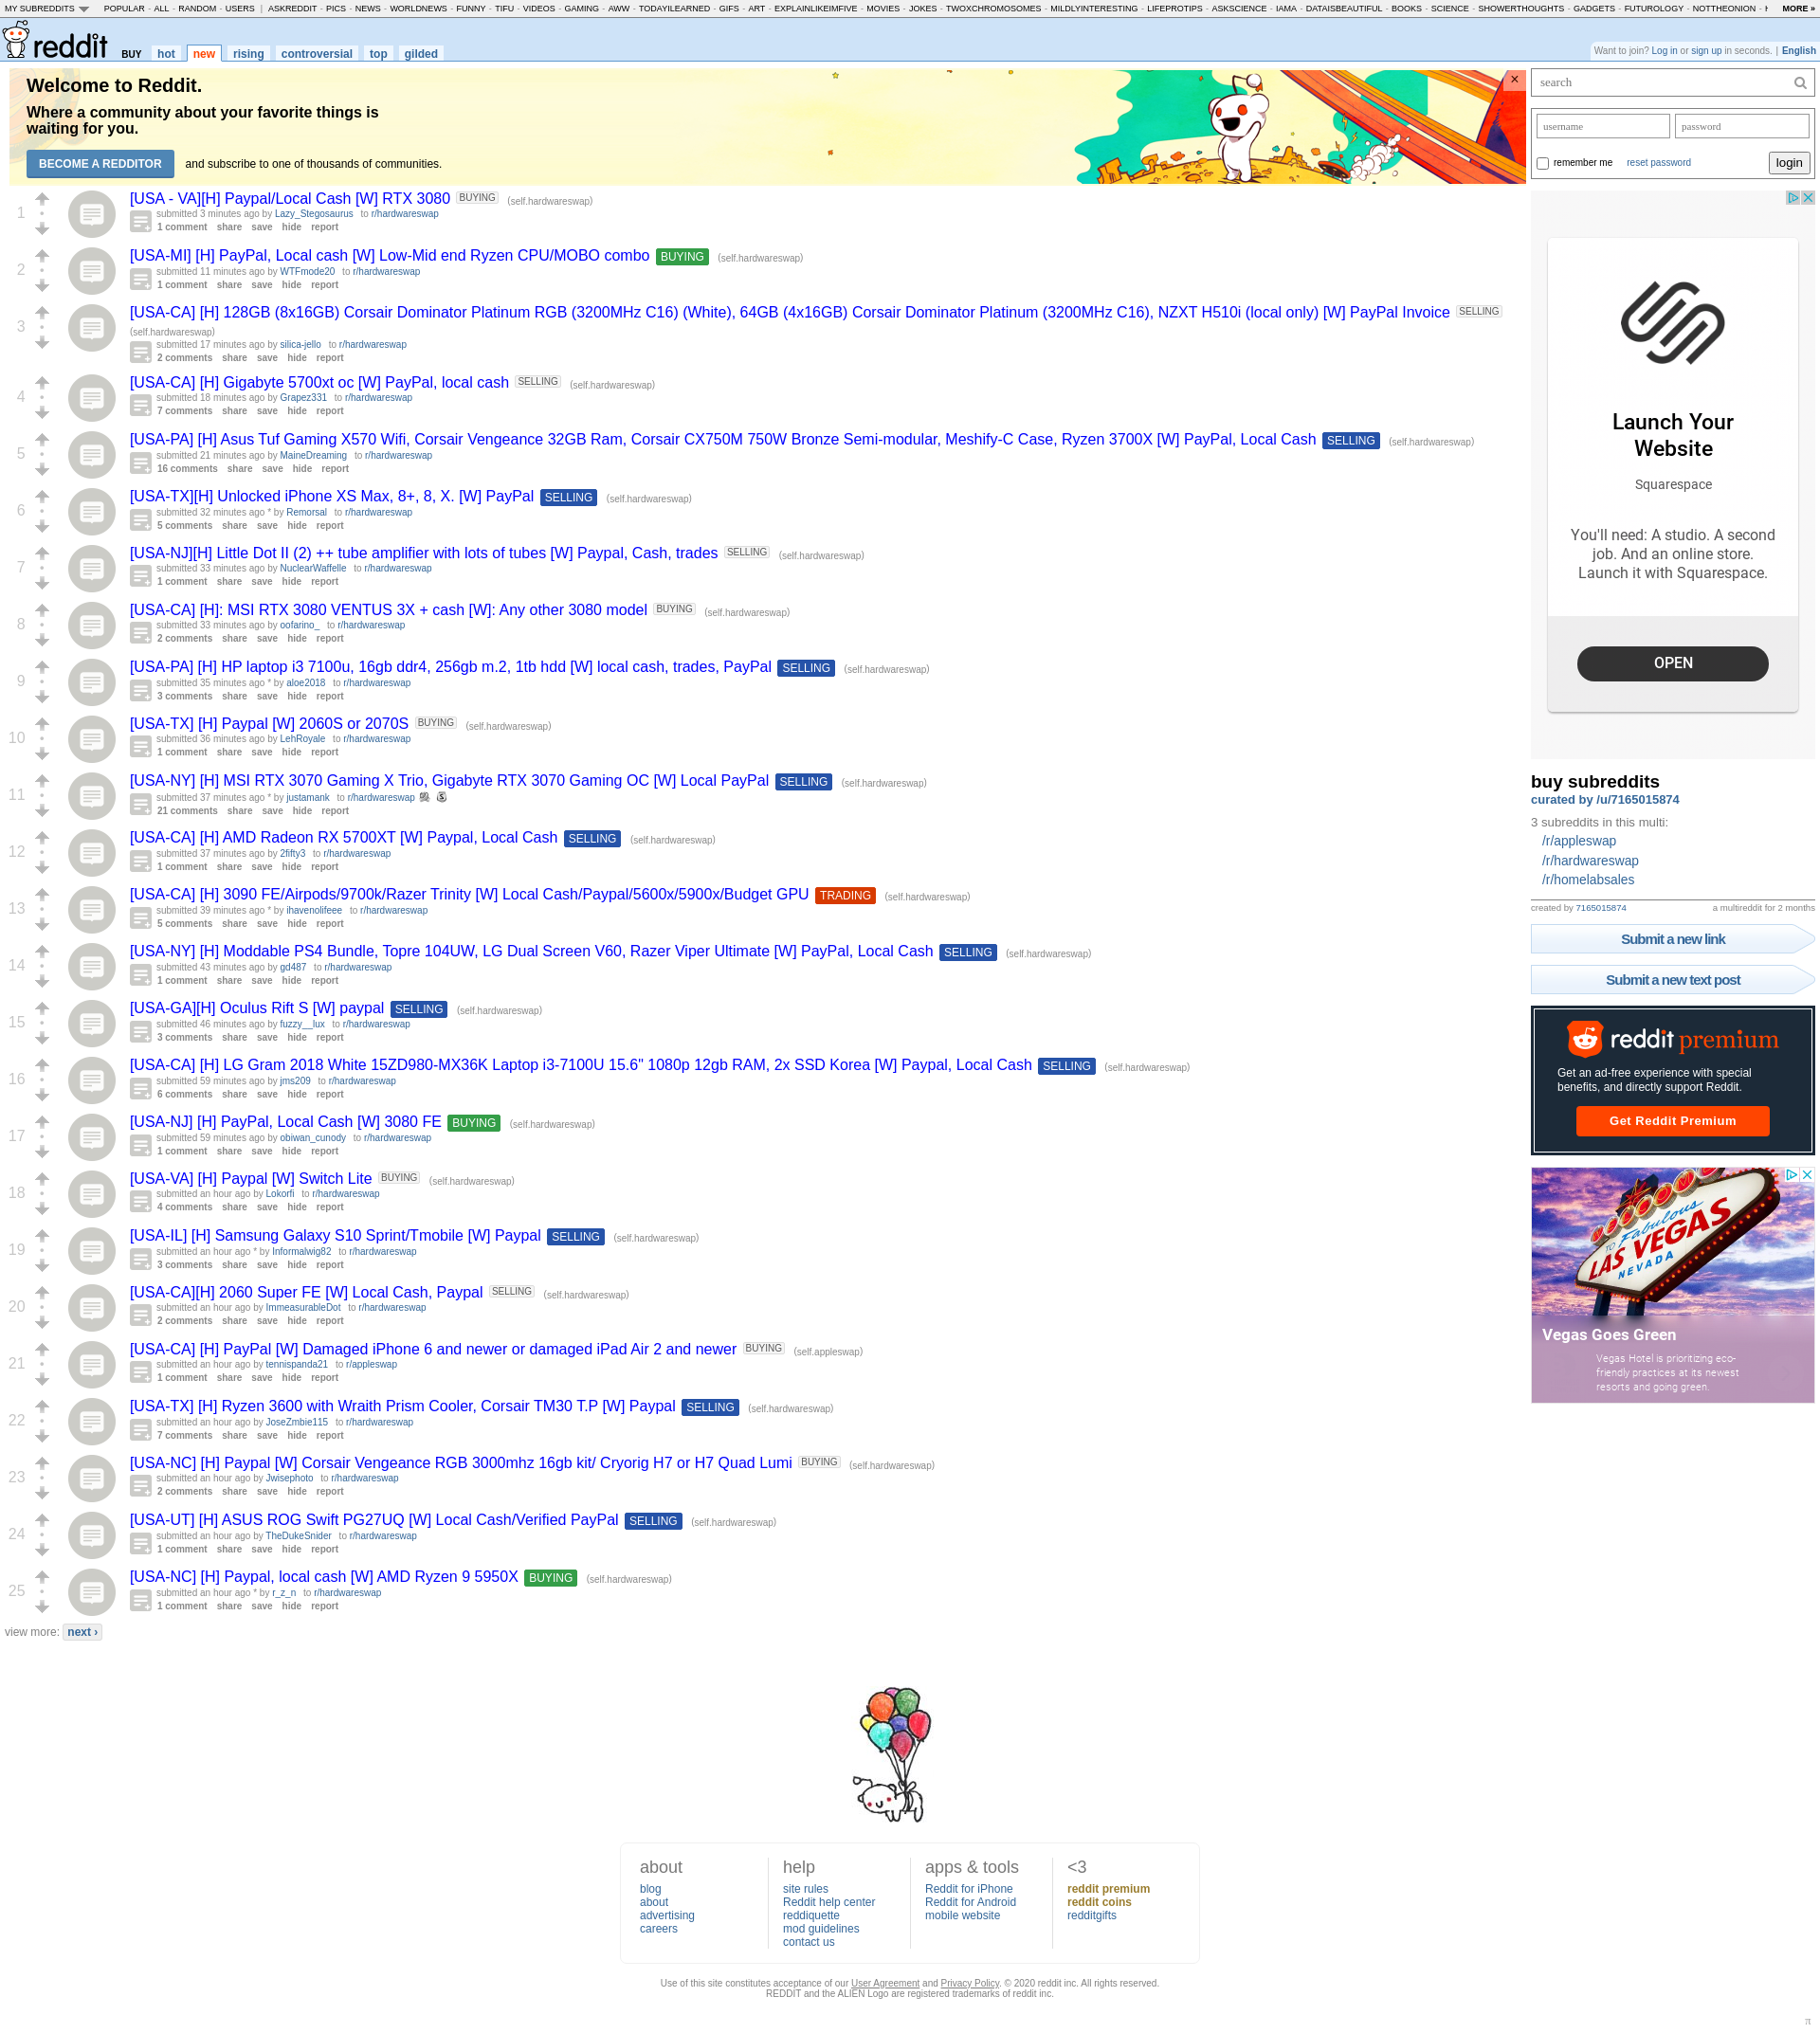 MY SUBREDDITS POPULAR - ALL - RANDOM - USERS | ASKREDDIT - PICS - NEWS - WORLDNEWS - FUNNY - TIFU - VIDEOS - GAMING - AWW - TODAYILEARNED - GIFS - ART - EXPLAINLIKEIMFIVE - MOVIES - JOKES - TWOXCHROMOSOMES - MILDLYINTERESTING - LIFEPROTIPS - ASKSCIENCE - IAMA - DATAISBEAUTIFUL - BOOKS - SCIENCE - SHOWERTHOUGHTS - GADGETS - FUTUROLOGY - NOTTHEONION - MORE »
reddit BUY hot new rising controversial top gilded
Want to join? Log in or sign up in seconds. | English
Welcome to Reddit.
Where a community about your favorite things is
waiting for you.
BECOME A REDDITOR and subscribe to one of thousands of communities.
×
1
[USA - VA][H] Paypal/Local Cash [W] RTX 3080 BUYING (self.hardwareswap)
submitted 3 minutes ago by Lazy_Stegosaurus to r/hardwareswap
1 comment share save hide report
2
[USA-MI] [H] PayPal, Local cash [W] Low-Mid end Ryzen CPU/MOBO combo BUYING (self.hardwareswap)
submitted 11 minutes ago by WTFmode20 to r/hardwareswap
1 comment share save hide report
3
[USA-CA] [H] 128GB (8x16GB) Corsair Dominator Platinum RGB (3200MHz C16) (White), 64GB (4x16GB) Corsair Dominator Platinum (3200MHz C16), NZXT H510i (local only) [W] PayPal Invoice SELLING
(self.hardwareswap)
submitted 17 minutes ago by silica-jello to r/hardwareswap
2 comments share save hide report
4
[USA-CA] [H] Gigabyte 5700xt oc [W] PayPal, local cash SELLING (self.hardwareswap)
submitted 18 minutes ago by Grapez331 to r/hardwareswap
7 comments share save hide report
5
[USA-PA] [H] Asus Tuf Gaming X570 Wifi, Corsair Vengeance 32GB Ram, Corsair CX750M 750W Bronze Semi-modular, Meshify-C Case, Ryzen 3700X [W] PayPal, Local Cash SELLING (self.hardwareswap)
submitted 21 minutes ago by MaineDreaming to r/hardwareswap
16 comments share save hide report
6
[USA-TX][H] Unlocked iPhone XS Max, 8+, 8, X. [W] PayPal SELLING (self.hardwareswap)
submitted 32 minutes ago * by Remorsal to r/hardwareswap
5 comments share save hide report
7
[USA-NJ][H] Little Dot II (2) ++ tube amplifier with lots of tubes [W] Paypal, Cash, trades SELLING (self.hardwareswap)
submitted 33 minutes ago by NuclearWaffelle to r/hardwareswap
1 comment share save hide report
8
[USA-CA] [H]: MSI RTX 3080 VENTUS 3X + cash [W]: Any other 3080 model BUYING (self.hardwareswap)
submitted 33 minutes ago by oofarino_ to r/hardwareswap
2 comments share save hide report
9
[USA-PA] [H] HP laptop i3 7100u, 16gb ddr4, 256gb m.2, 1tb hdd [W] local cash, trades, PayPal SELLING (self.hardwareswap)
submitted 35 minutes ago * by aloe2018 to r/hardwareswap
3 comments share save hide report
10
[USA-TX] [H] Paypal [W] 2060S or 2070S BUYING (self.hardwareswap)
submitted 36 minutes ago by LehRoyale to r/hardwareswap
1 comment share save hide report
11
[USA-NY] [H] MSI RTX 3070 Gaming X Trio, Gigabyte RTX 3070 Gaming OC [W] Local PayPal SELLING (self.hardwareswap)
submitted 37 minutes ago * by justamank to r/hardwareswap
21 comments share save hide report
12
[USA-CA] [H] AMD Radeon RX 5700XT [W] Paypal, Local Cash SELLING (self.hardwareswap)
submitted 37 minutes ago by 2fifty3 to r/hardwareswap
1 comment share save hide report
13
[USA-CA] [H] 3090 FE/Airpods/9700k/Razer Trinity [W] Local Cash/Paypal/5600x/5900x/Budget GPU TRADING (self.hardwareswap)
submitted 39 minutes ago * by ihavenolifeee to r/hardwareswap
5 comments share save hide report
14
[USA-NY] [H] Moddable PS4 Bundle, Topre 104UW, LG Dual Screen V60, Razer Viper Ultimate [W] PayPal, Local Cash SELLING (self.hardwareswap)
submitted 43 minutes ago by gd487 to r/hardwareswap
1 comment share save hide report
15
[USA-GA][H] Oculus Rift S [W] paypal SELLING (self.hardwareswap)
submitted 46 minutes ago by fuzzy__lux to r/hardwareswap
3 comments share save hide report
16
[USA-CA] [H] LG Gram 2018 White 15ZD980-MX36K Laptop i3-7100U 15.6" 1080p 12gb RAM, 2x SSD Korea [W] Paypal, Local Cash SELLING (self.hardwareswap)
submitted 59 minutes ago by jms209 to r/hardwareswap
6 comments share save hide report
17
[USA-NJ] [H] PayPal, Local Cash [W] 3080 FE BUYING (self.hardwareswap)
submitted 59 minutes ago by obiwan_cunody to r/hardwareswap
1 comment share save hide report
18
[USA-VA] [H] Paypal [W] Switch Lite BUYING (self.hardwareswap)
submitted an hour ago by Lokorfi to r/hardwareswap
4 comments share save hide report
19
[USA-IL] [H] Samsung Galaxy S10 Sprint/Tmobile [W] Paypal SELLING (self.hardwareswap)
submitted an hour ago * by Informalwig82 to r/hardwareswap
3 comments share save hide report
20
[USA-CA][H] 2060 Super FE [W] Local Cash, Paypal SELLING (self.hardwareswap)
submitted an hour ago by ImmeasurableDot to r/hardwareswap
2 comments share save hide report
21
[USA-CA] [H] PayPal [W] Damaged iPhone 6 and newer or damaged iPad Air 2 and newer BUYING (self.appleswap)
submitted an hour ago by tennispanda21 to r/appleswap
1 comment share save hide report
22
[USA-TX] [H] Ryzen 3600 with Wraith Prism Cooler, Corsair TM30 T.P [W] Paypal SELLING (self.hardwareswap)
submitted an hour ago by JoseZmbie115 to r/hardwareswap
7 comments share save hide report
23
[USA-NC] [H] Paypal [W] Corsair Vengeance RGB 3000mhz 16gb kit/ Cryorig H7 or H7 Quad Lumi BUYING (self.hardwareswap)
submitted an hour ago by Jwisephoto to r/hardwareswap
2 comments share save hide report
24
[USA-UT] [H] ASUS ROG Swift PG27UQ [W] Local Cash/Verified PayPal SELLING (self.hardwareswap)
submitted an hour ago by TheDukeSnider to r/hardwareswap
1 comment share save hide report
25
[USA-NC] [H] Paypal, local cash [W] AMD Ryzen 9 5950X BUYING (self.hardwareswap)
submitted an hour ago * by r_z_n to r/hardwareswap
1 comment share save hide report
view more: next ›
search
username password
remember me reset password login
Launch Your
Website
Squarespace
You'll need: A studio. A second
job. And an online store.
Launch it with Squarespace.
OPEN
buy subreddits
curated by /u/7165015874
3 subreddits in this multi:
/r/appleswap
/r/hardwareswap
/r/homelabsales
created by 7165015874 a multireddit for 2 months
Submit a new link
Submit a new text post
reddit premium
Get an ad-free experience with special
benefits, and directly support Reddit.
Get Reddit Premium
TO Fabulous
LAS VEGAS
NEVADA
Vegas Goes Green
Vegas Hotel is prioritizing eco-
friendly practices at its newest
resorts and going green.
about
blog
about
advertising
careers
help
site rules
Reddit help center
reddiquette
mod guidelines
contact us
apps & tools
Reddit for iPhone
Reddit for Android
mobile website
<3
reddit premium
reddit coins
redditgifts
Use of this site constitutes acceptance of our User Agreement and Privacy Policy. © 2020 reddit inc. All rights reserved.
REDDIT and the ALIEN Logo are registered trademarks of reddit inc.
π